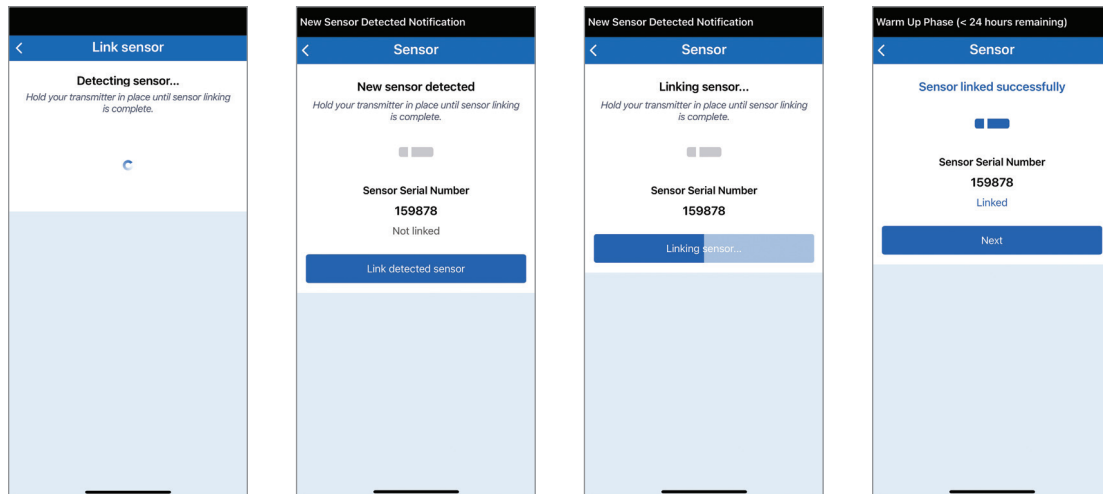 Link sensor
Detecting sensor...
Hold your transmitter in place until sensor linking
is complete.
New Sensor Detected Notification
Sensor
New sensor detected
Hold your transmitter in place until sensor linking
is complete.
Sensor Serial Number
159878
Not linked
Link detected sensor
New Sensor Detected Notification
Sensor
Linking sensor...
Hold your transmitter in place until sensor linking
is complete.
Sensor Serial Number
159878
Linking sensor...
Warm Up Phase (< 24 hours remaining)
Sensor
Sensor linked successfully
Sensor Serial Number
159878
Linked
Next